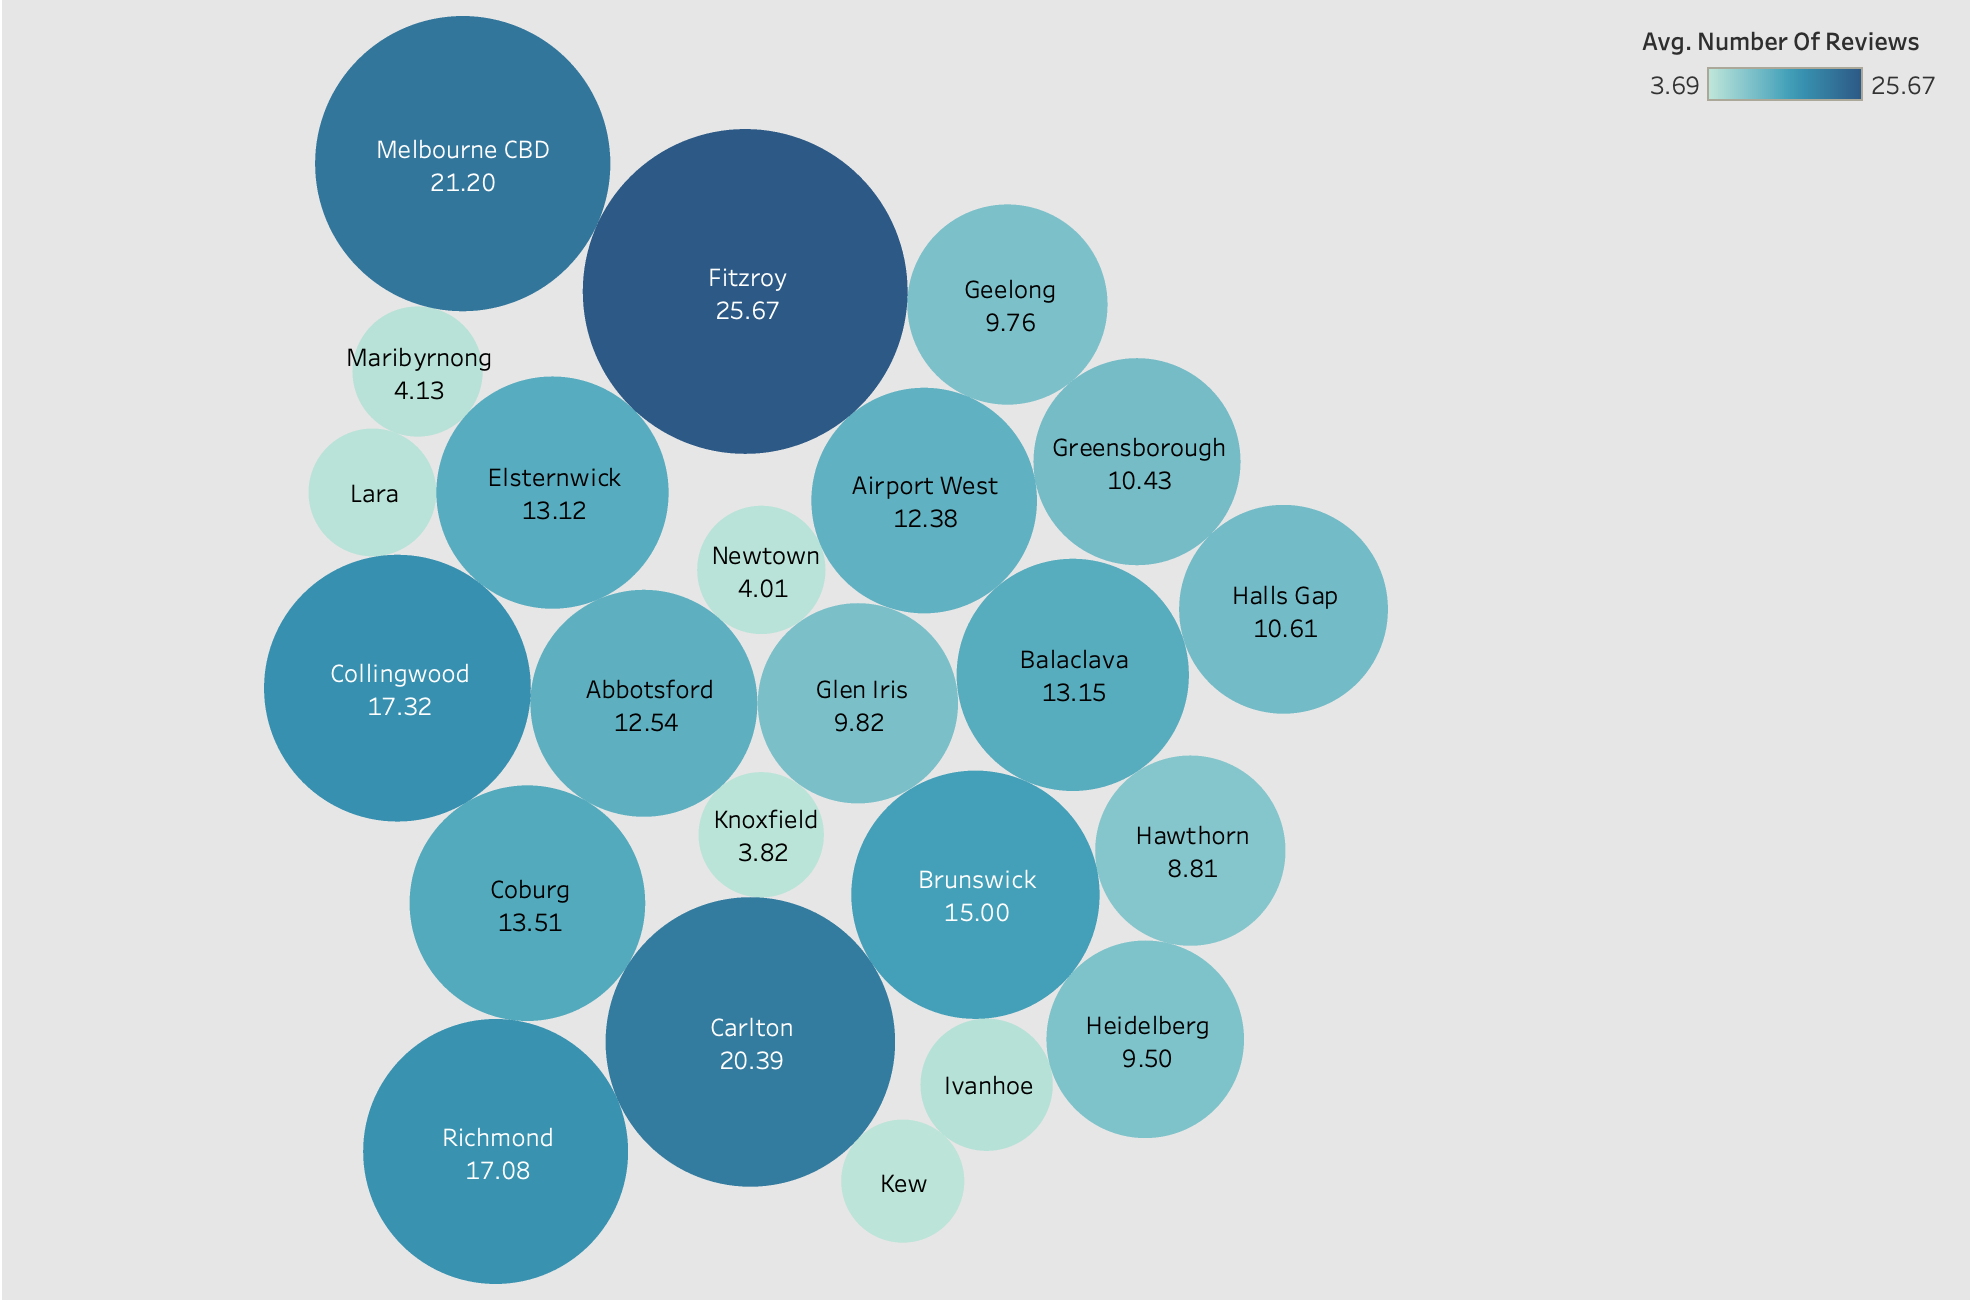 Avg. Number Of Reviews
3.69
25.67
Melbourne CBD
21.20
Fitzroy
25.67
Geelong
9.76
Maribyrnong
4.13
Greensborough
10.43
Elsternwick
13.12
Lara
Airport West
12.38
Newtown
4.01
Halls Gap
10.61
Collingwood
17.32
Abbotsford
12.54
Glen Iris
9.82
Balaclava
13.15
Knoxfield
3.82
Hawthorn
8.81
Coburg
13.51
Brunswick
15.00
Carlton
20.39
Heidelberg
9.50
Ivanhoe
Richmond
17.08
Kew